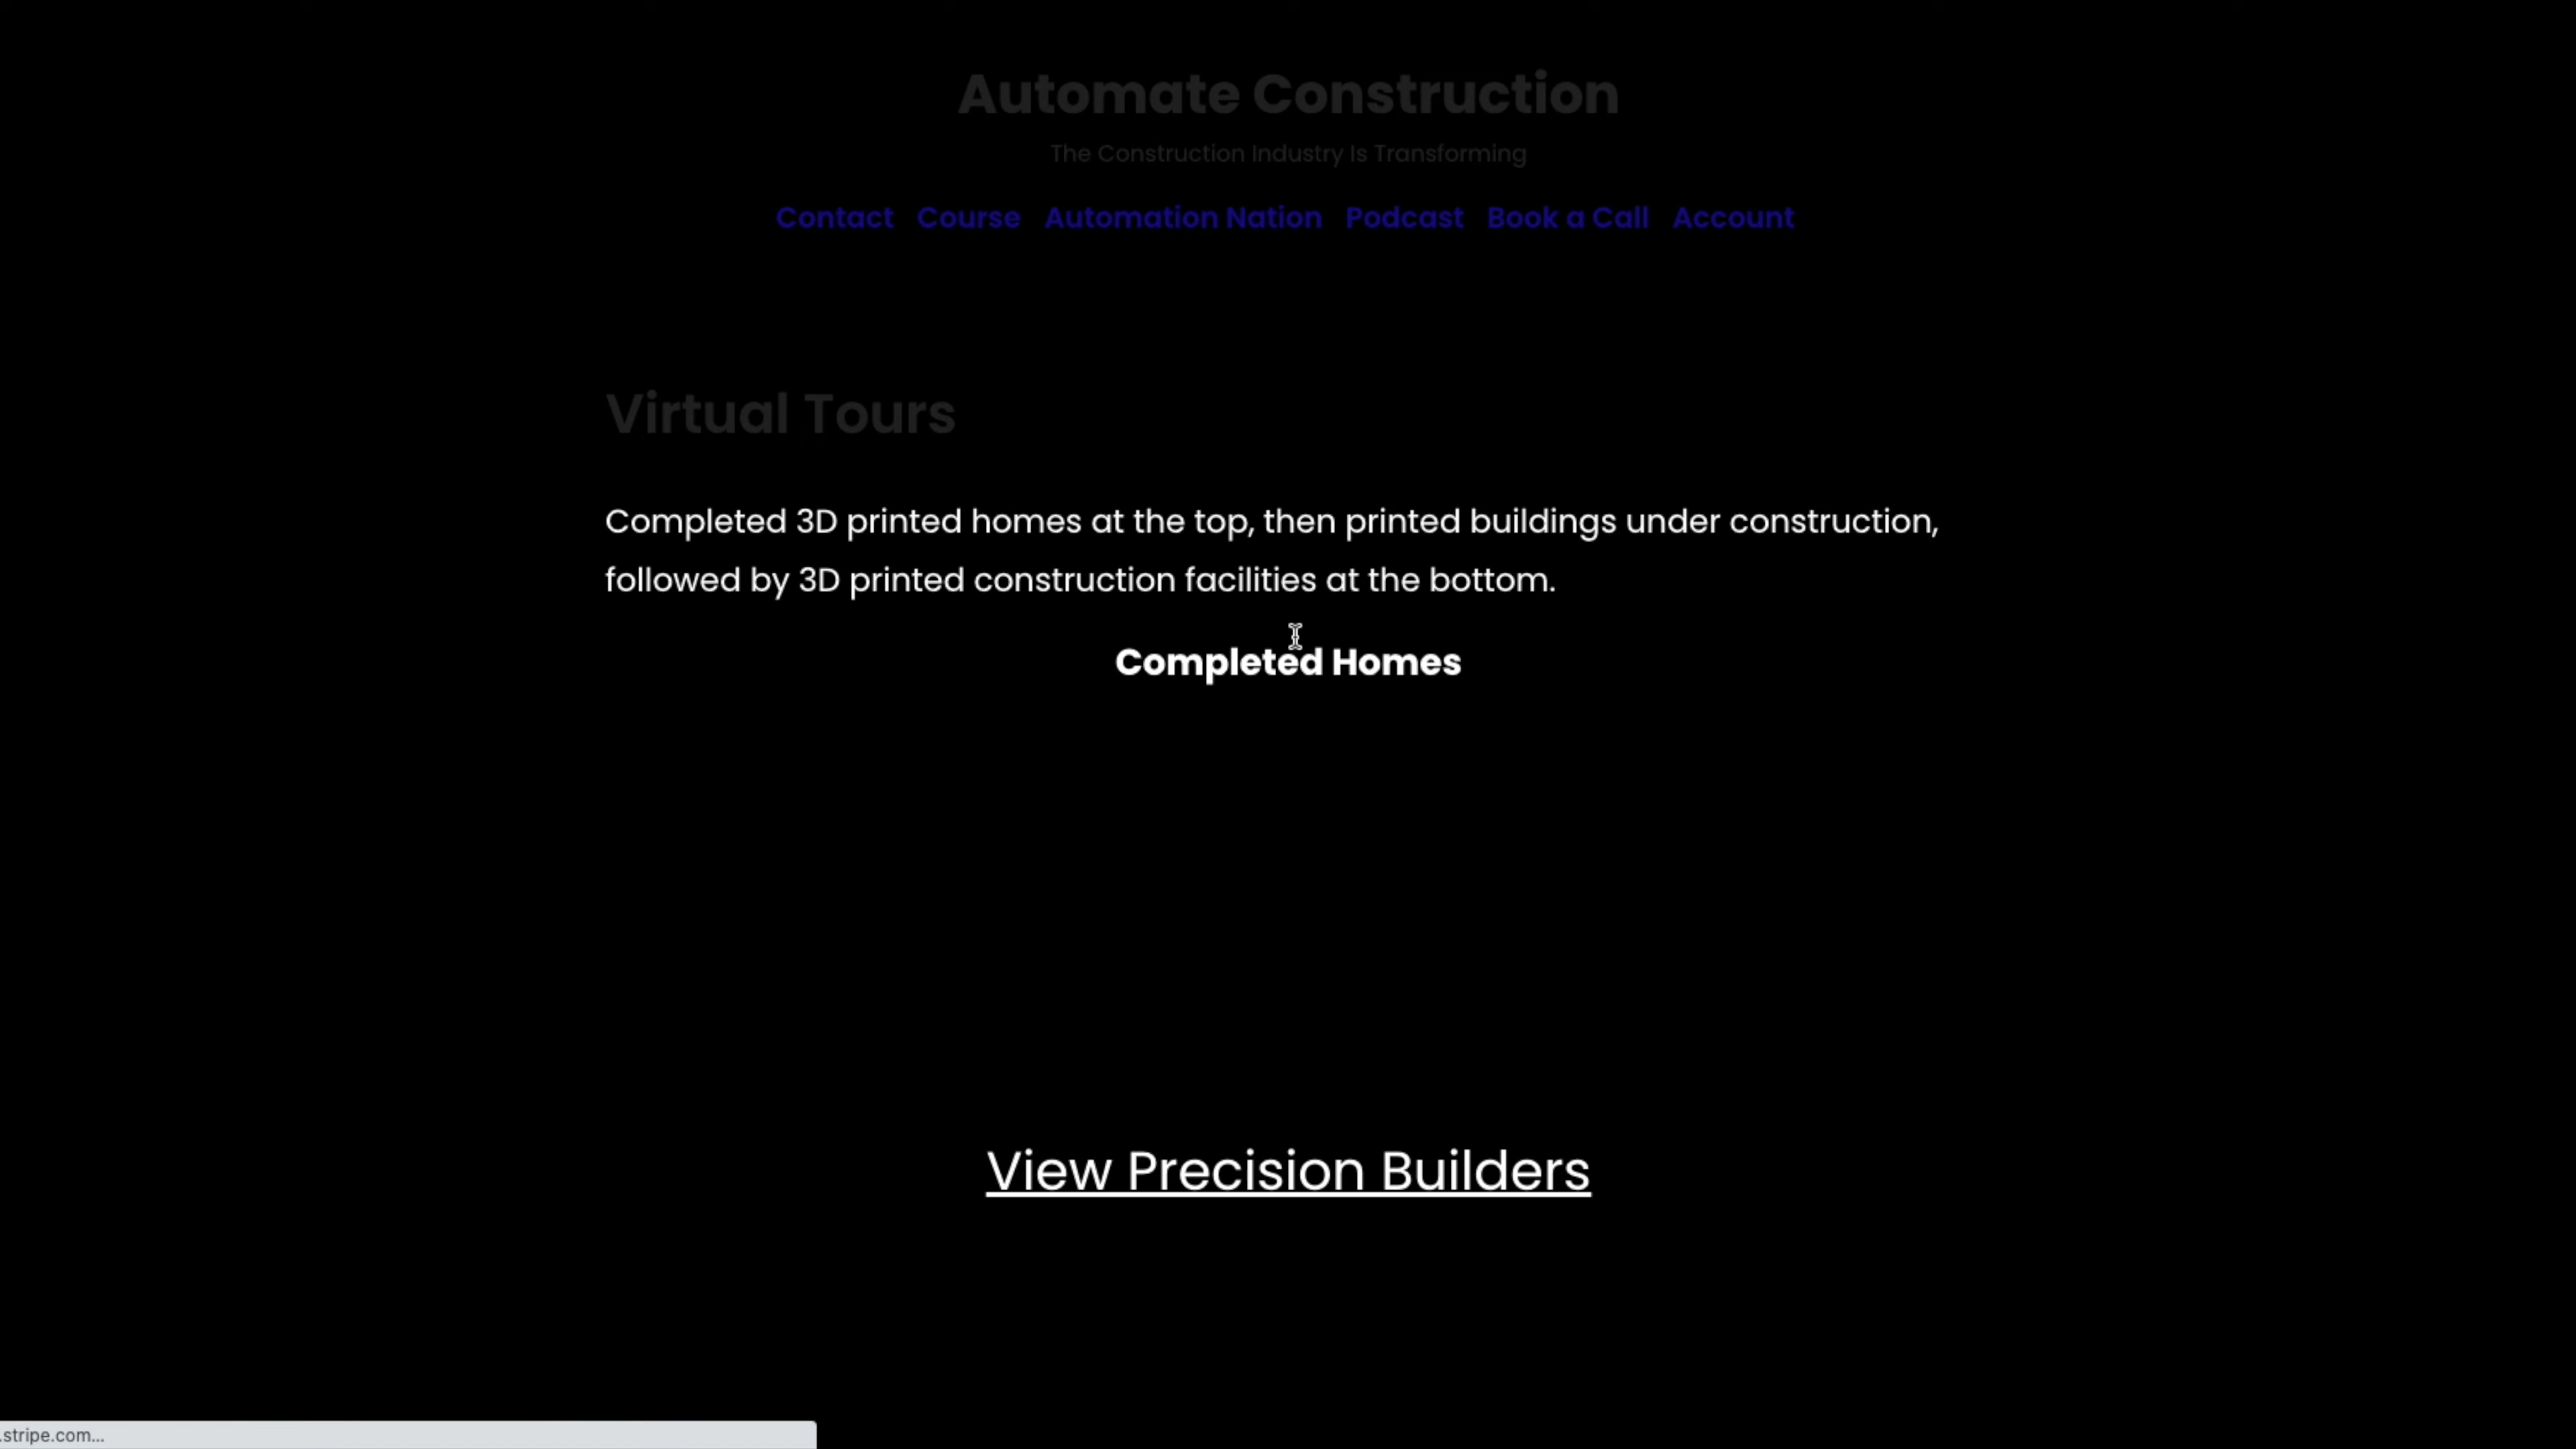 Automate Construction
The Construction Industry Is Transforming
Contact Course Automation Nation Podcast Book a Call Account
Virtual Tours
Completed 3D printed homes at the top, then printed buildings under construction,
followed by 3D printed construction facilities at the bottom.
Completed Homes
View Precision Builders
.stripe.com...